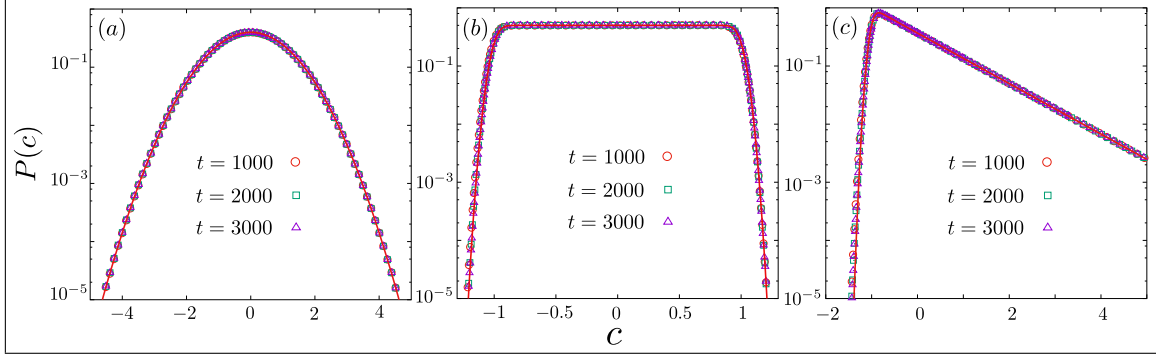 (a)
P(c)
10^{-1}
10^{-3}
10^{-5}
t = 1000
t = 2000
t = 3000
−4 −2 0 2 4
(b)
10^{-1}
10^{-3}
10^{-5}
t = 1000
t = 2000
t = 3000
−1 −0.5 0 0.5 1
c
(c)
10^{-1}
10^{-3}
10^{-5}
t = 1000
t = 2000
t = 3000
−2 0 2 4